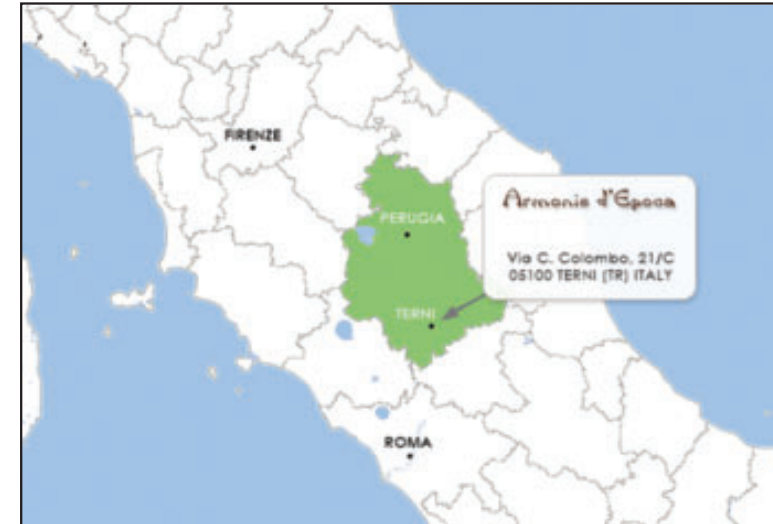 FIRENZE
PERUGIA
Armonie d'Epoca
Via C. Colombo, 21/C
05100 TERNI (TR) ITALY
TERNI
ROMA